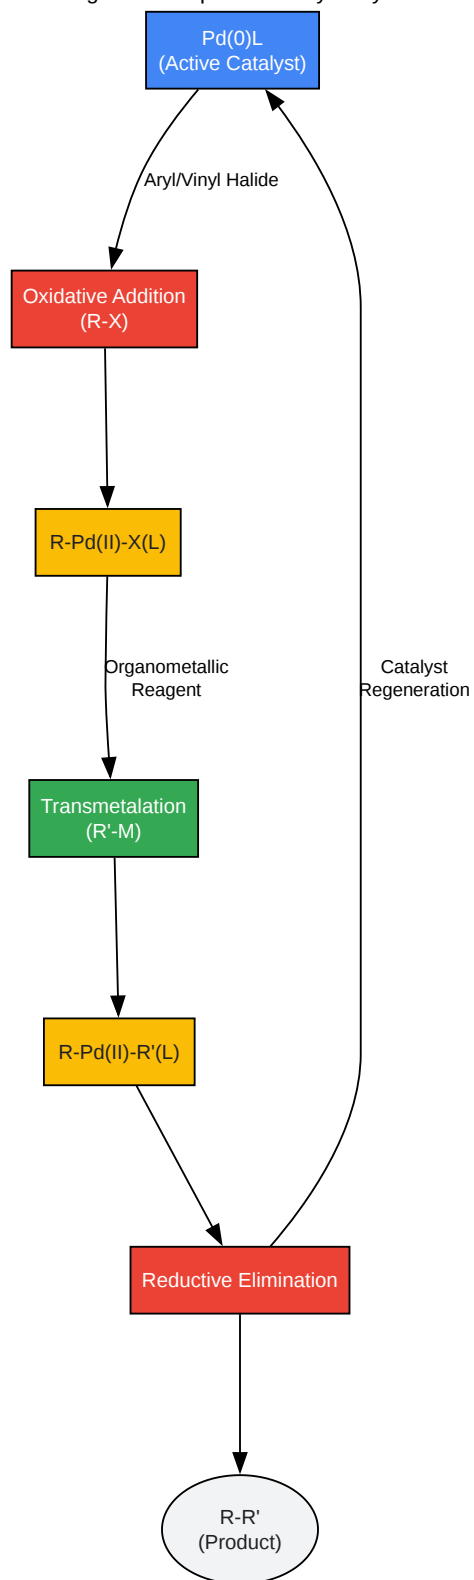 Pd(0)L
(Active Catalyst)
Aryl/Vinyl Halide
Oxidative Addition
(R-X)
R-Pd(II)-X(L)
Organometallic
Reagent
Catalyst
Regeneration
Transmetalation
(R'-M)
R-Pd(II)-R'(L)
Reductive Elimination
R-R'
(Product)